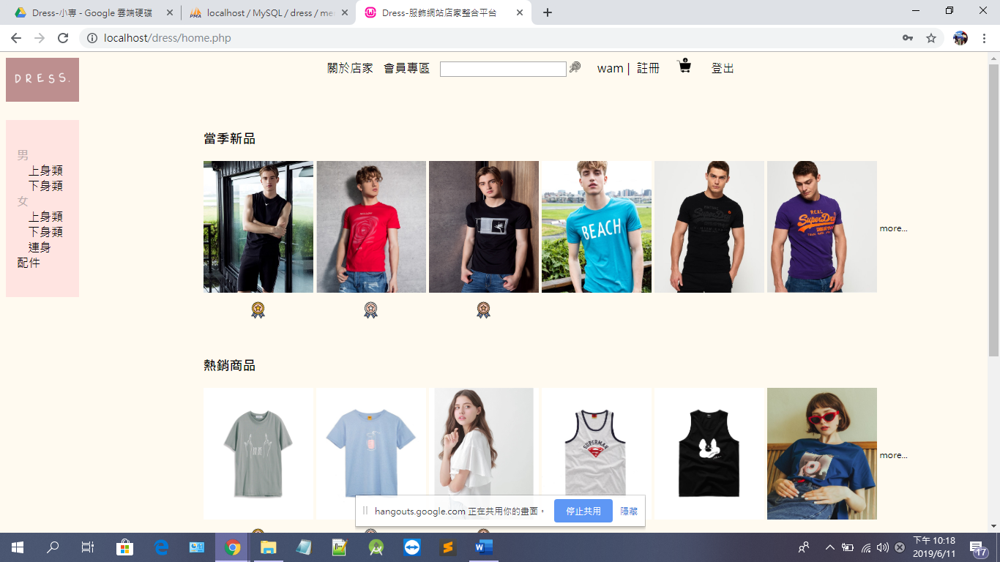 Dress-小專 - Google 雲端硬碟
localhost / MySQL / dress / mem
Dress-服飾網站店家整合平台
localhost/dress/home.php
DRESS.
關於店家 會員專區 wam | 註冊 登出
男
上身類
下身類
女
上身類
下身類
連身
配件
當季新品
BEACH
REAL
SuperDry
more...
熱銷商品
SUPERMAN
more...
hangouts.google.com 正在共用你的畫面。 停止共用 隱藏
下午 10:18
2019/6/11
17